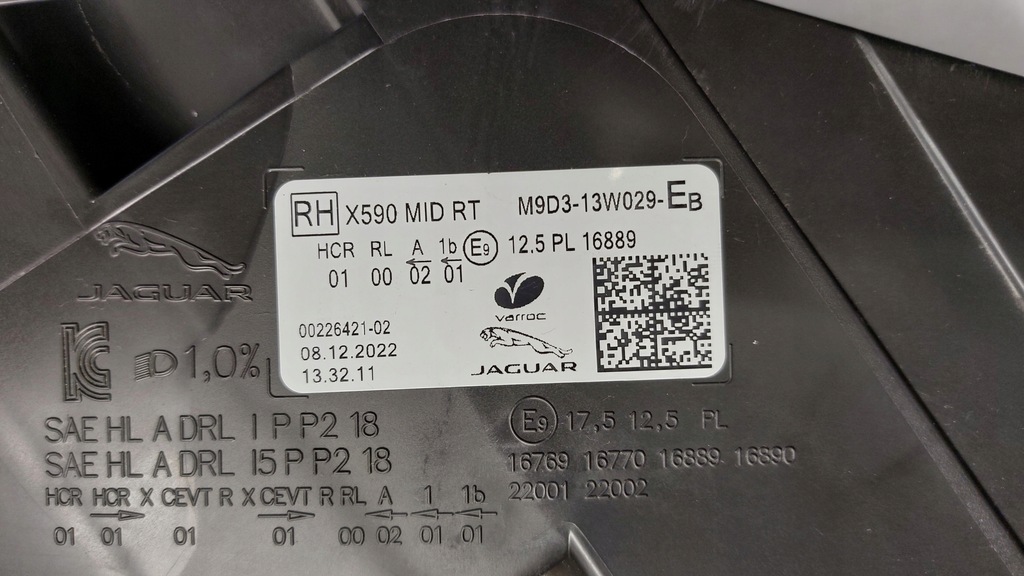 RH X590 MID RT M9D3-13W029-EB
HCR RL A 1b E9 12.5 PL 16889
01 00 02 01
varroc
00226421-02
08.12.2022
13.32.11
JAGUAR
JAGUAR
KC D 1,0%
SAE HL A DRL I P P2 18
SAE HL A DRL I5 P P2 18
HCR HCR X CEVT R X CEVT R RL A 1 1b
01 01 01 01 00 02 01 01
E9 17,5 12,5 PL
16769 16770 16889 16890
22001 22002